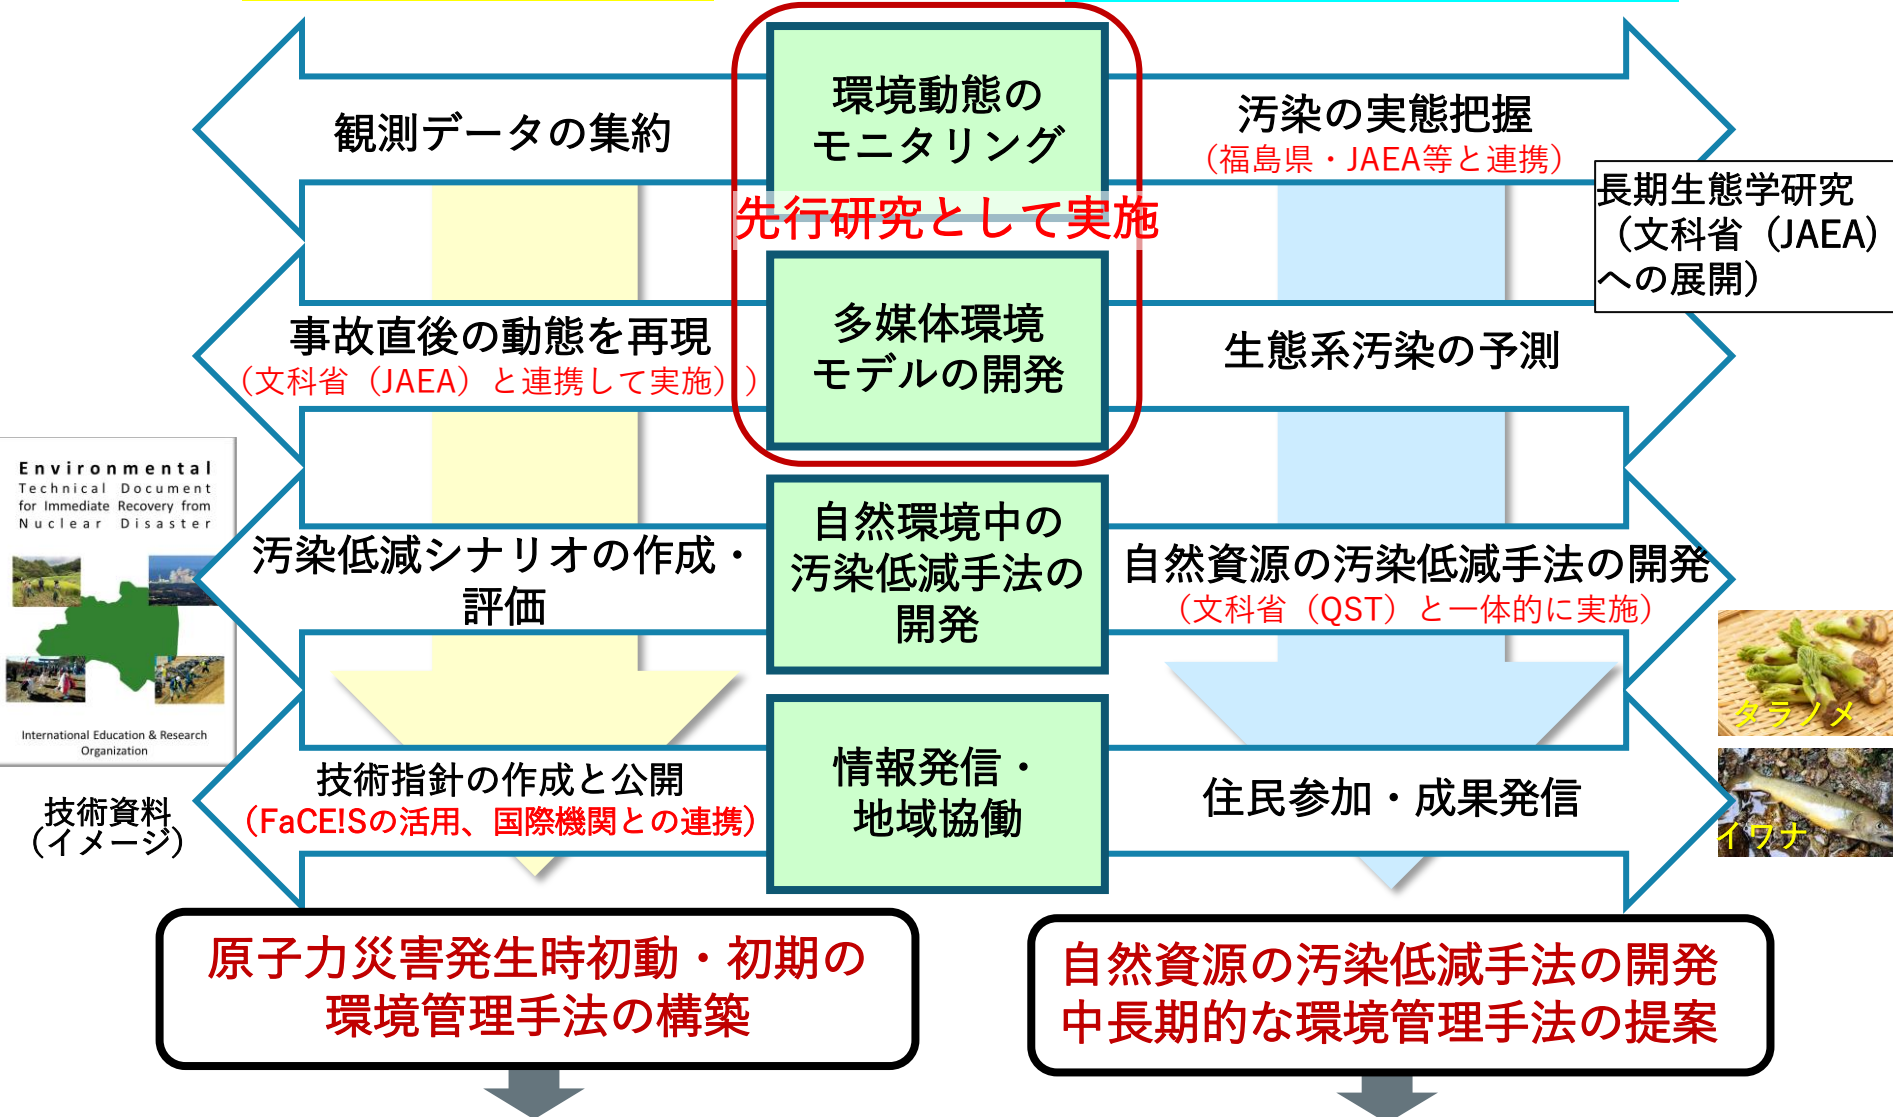 環境動態の
モニタリング
観測データの集約
汚染の実態把握
（福島県・JAEA等と連携）
先行研究として実施
長期生態学研究
（文科省（JAEA）
への展開）
多媒体環境
モデルの開発
事故直後の動態を再現
（文科省（JAEA）と連携して実施））
生態系汚染の予測
Environmental
Technical Document
for Immediate Recovery from
Nuclear Disaster
International Education & Research
Organization
技術資料
（イメージ）
自然環境中の
汚染低減手法の
開発
汚染低減シナリオの作成・
評価
自然資源の汚染低減手法の開発
（文科省（QST）と一体的に実施）
タラノメ
イワナ
情報発信・
地域協働
技術指針の作成と公開
（FaCE!Sの活用、国際機関との連携）
住民参加・成果発信
原子力災害発生時初動・初期の
環境管理手法の構築
自然資源の汚染低減手法の開発
中長期的な環境管理手法の提案